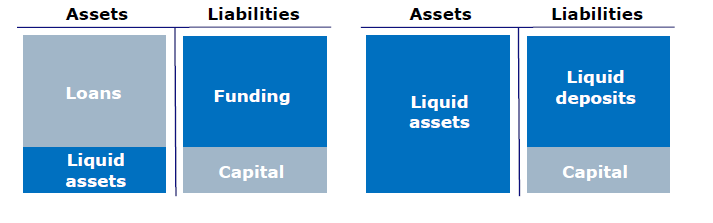 Assets
Liabilities
Assets
Liabilities
Loans
Funding
Liquid
assets
Capital
Liquid
assets
Liquid
deposits
Capital